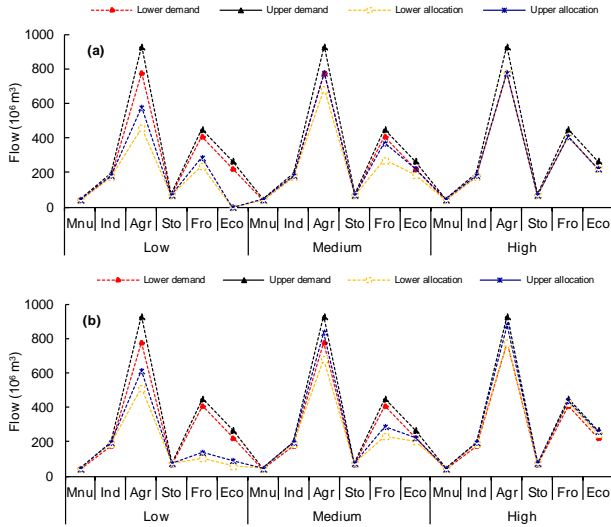 Lower demand Upper demand Lower allocation Upper allocation
(a)
1000
800
600
400
200
0
Flow (10⁶ m³)
Mnu Ind Agr Sto Fro Eco Mnu Ind Agr Sto Fro Eco Mnu Ind Agr Sto Fro Eco
Low Medium High
Lower demand Upper demand Lower allocation Upper allocation
(b)
1000
800
600
400
200
0
Flow (10⁶ m³)
Mnu Ind Agr Sto Fro Eco Mnu Ind Agr Sto Fro Eco Mnu Ind Agr Sto Fro Eco
Low Medium High